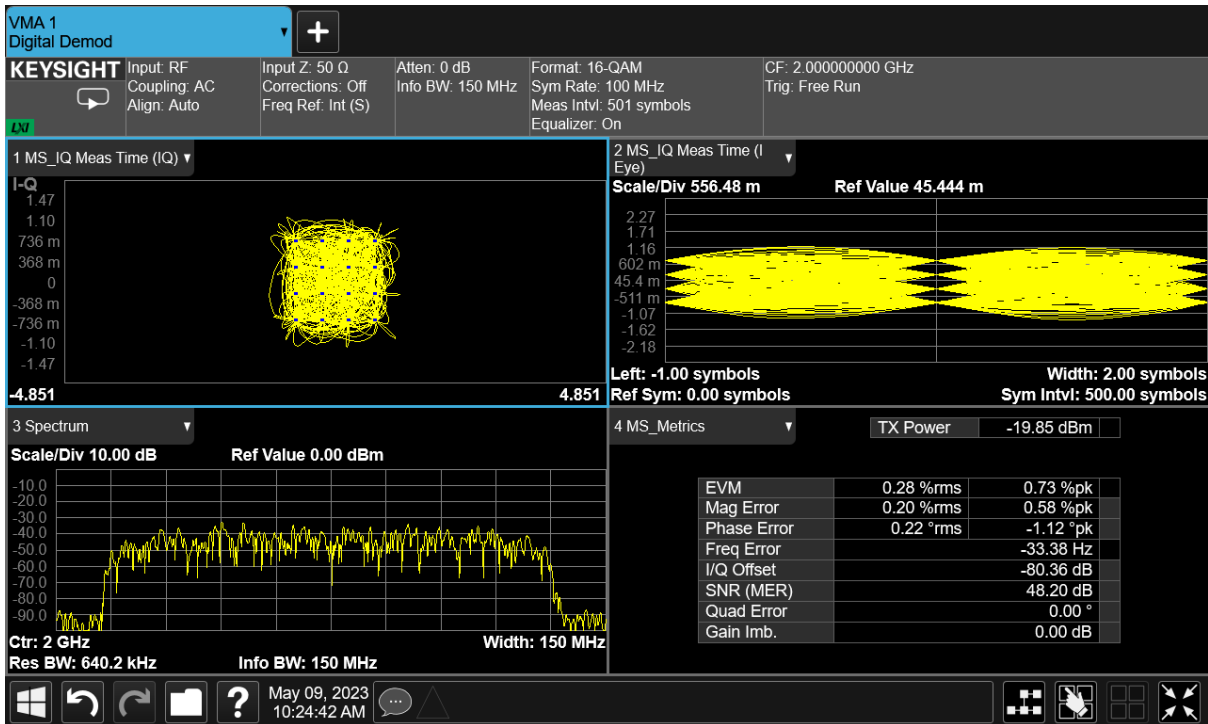 VMA 1
Digital Demod
KEYSIGHT
LXI
Input: RF
Coupling: AC
Align: Auto
Input Z: 50 Ω
Corrections: Off
Freq Ref: Int (S)
Atten: 0 dB
Info BW: 150 MHz
Format: 16-QAM
Sym Rate: 100 MHz
Meas Intvl: 501 symbols
Equalizer: On
CF: 2.000000000 GHz
Trig: Free Run
1 MS_IQ Meas Time (IQ)
I-Q
1.47
1.10
736 m
368 m
0
-368 m
-736 m
-1.10
-1.47
-4.851 4.851
2 MS_IQ Meas Time (I
Eye)
Scale/Div 556.48 m Ref Value 45.444 m
2.27
1.71
1.16
602 m
45.4 m
-511 m
-1.07
-1.62
-2.18
Left: -1.00 symbols Width: 2.00 symbols
Ref Sym: 0.00 symbols Sym Intvl: 500.00 symbols
3 Spectrum
Scale/Div 10.00 dB Ref Value 0.00 dBm
-10.0
-20.0
-30.0
-40.0
-50.0
-60.0
-70.0
-80.0
-90.0
Ctr: 2 GHz Width: 150 MHz
Res BW: 640.2 kHz Info BW: 150 MHz
4 MS_Metrics
TX Power -19.85 dBm
EVM 0.28 %rms 0.73 %pk
Mag Error 0.20 %rms 0.58 %pk
Phase Error 0.22 °rms -1.12 °pk
Freq Error -33.38 Hz
I/Q Offset -80.36 dB
SNR (MER) 48.20 dB
Quad Error 0.00 °
Gain Imb. 0.00 dB
?
May 09, 2023
10:24:42 AM